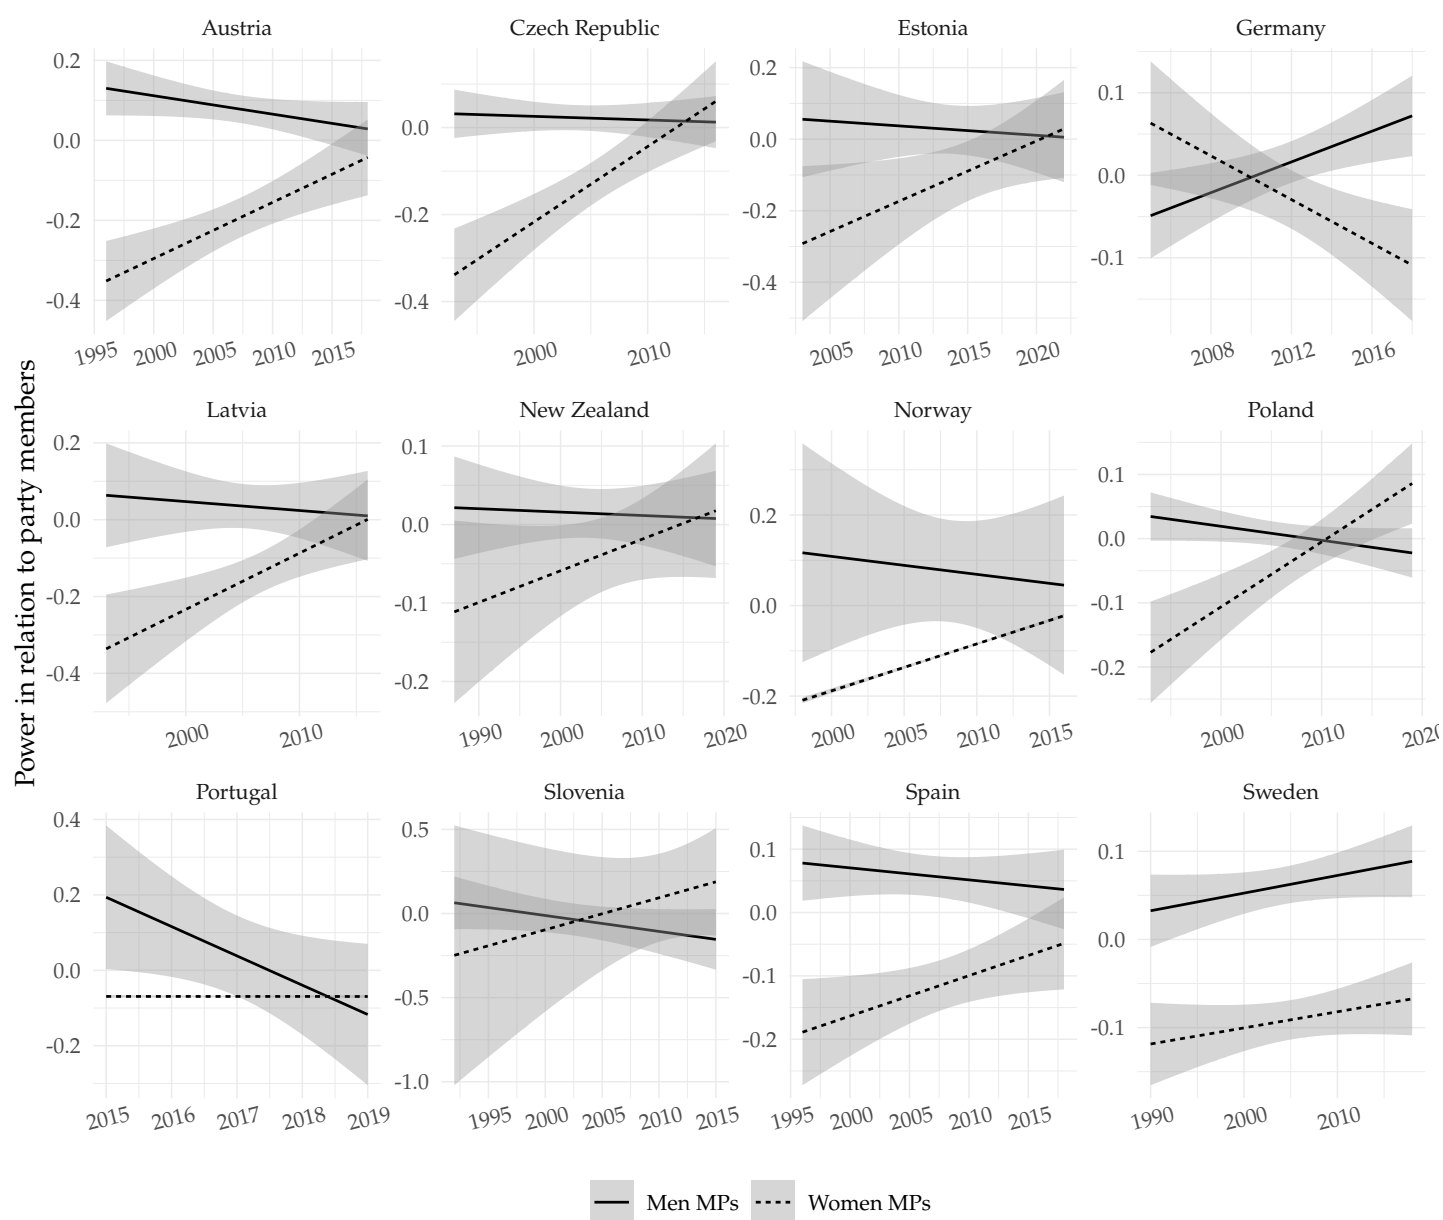 Austria Czech Republic Estonia Germany
0.2 0.0 -0.2 -0.4
0.0 -0.2 -0.4
0.2 0.0 -0.2 -0.4
0.1 0.0 -0.1
1995 2000 2005 2010 2015
2000 2010
2005 2010 2015 2020
2008 2012 2016
Power in relation to party members
Latvia New Zealand Norway Poland
0.2 0.0 -0.2 -0.4
0.1 0.0 -0.1 -0.2
0.2 0.0 -0.2
0.1 0.0 -0.1 -0.2
2000 2010
1990 2000 2010 2020
2000 2005 2010 2015
2000 2010 2020
Portugal Slovenia Spain Sweden
0.4 0.2 0.0 -0.2
0.5 0.0 -0.5 -1.0
0.1 0.0 -0.1 -0.2
0.1 0.0 -0.1
2015 2016 2017 2018 2019
1995 2000 2005 2010 2015
1995 2000 2005 2010 2015
1990 2000 2010
Men MPs Women MPs